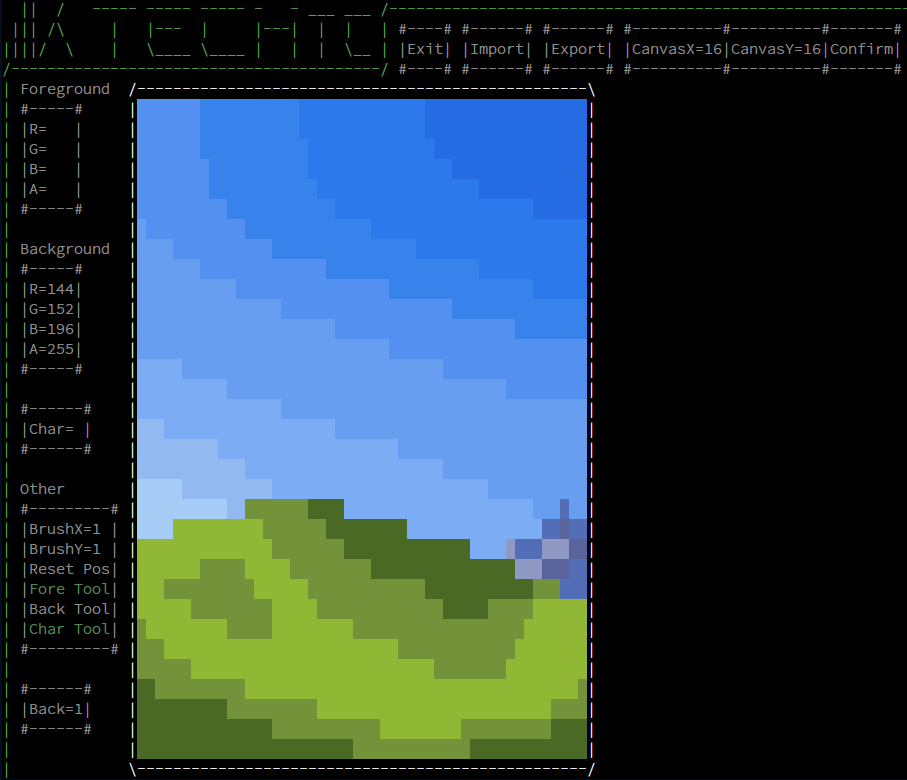 |Exit| |Import| |Export| |CanvasX=16|CanvasY=16|Confirm|
Foreground
|R=   |
|G=   |
|B=   |
|A=   |
Background
|R=144|
|G=152|
|B=196|
|A=255|
|Char= |
Other
|BrushX=1 |
|BrushY=1 |
|Reset Pos|
|Fore Tool|
|Back Tool|
|Char Tool|
|Back=1|